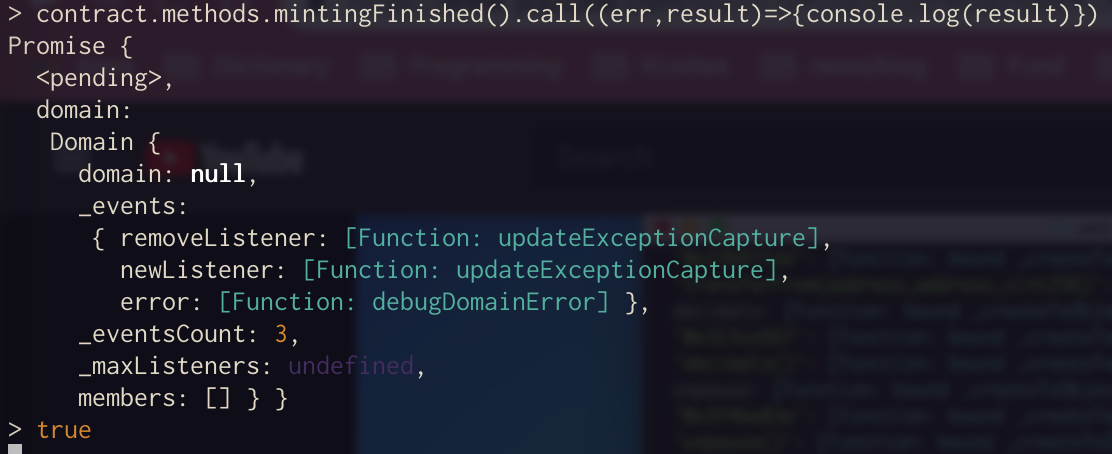 > contract.methods.mintingFinished().call((err,result)=>{console.log(result)})
Promise {
  <pending>,
  domain:
   Domain {
     domain: null,
     _events:
      { removeListener: [Function: updateExceptionCapture],
        newListener: [Function: updateExceptionCapture],
        error: [Function: debugDomainError] },
     _eventsCount: 3,
     _maxListeners: undefined,
     members: [] } }
> true